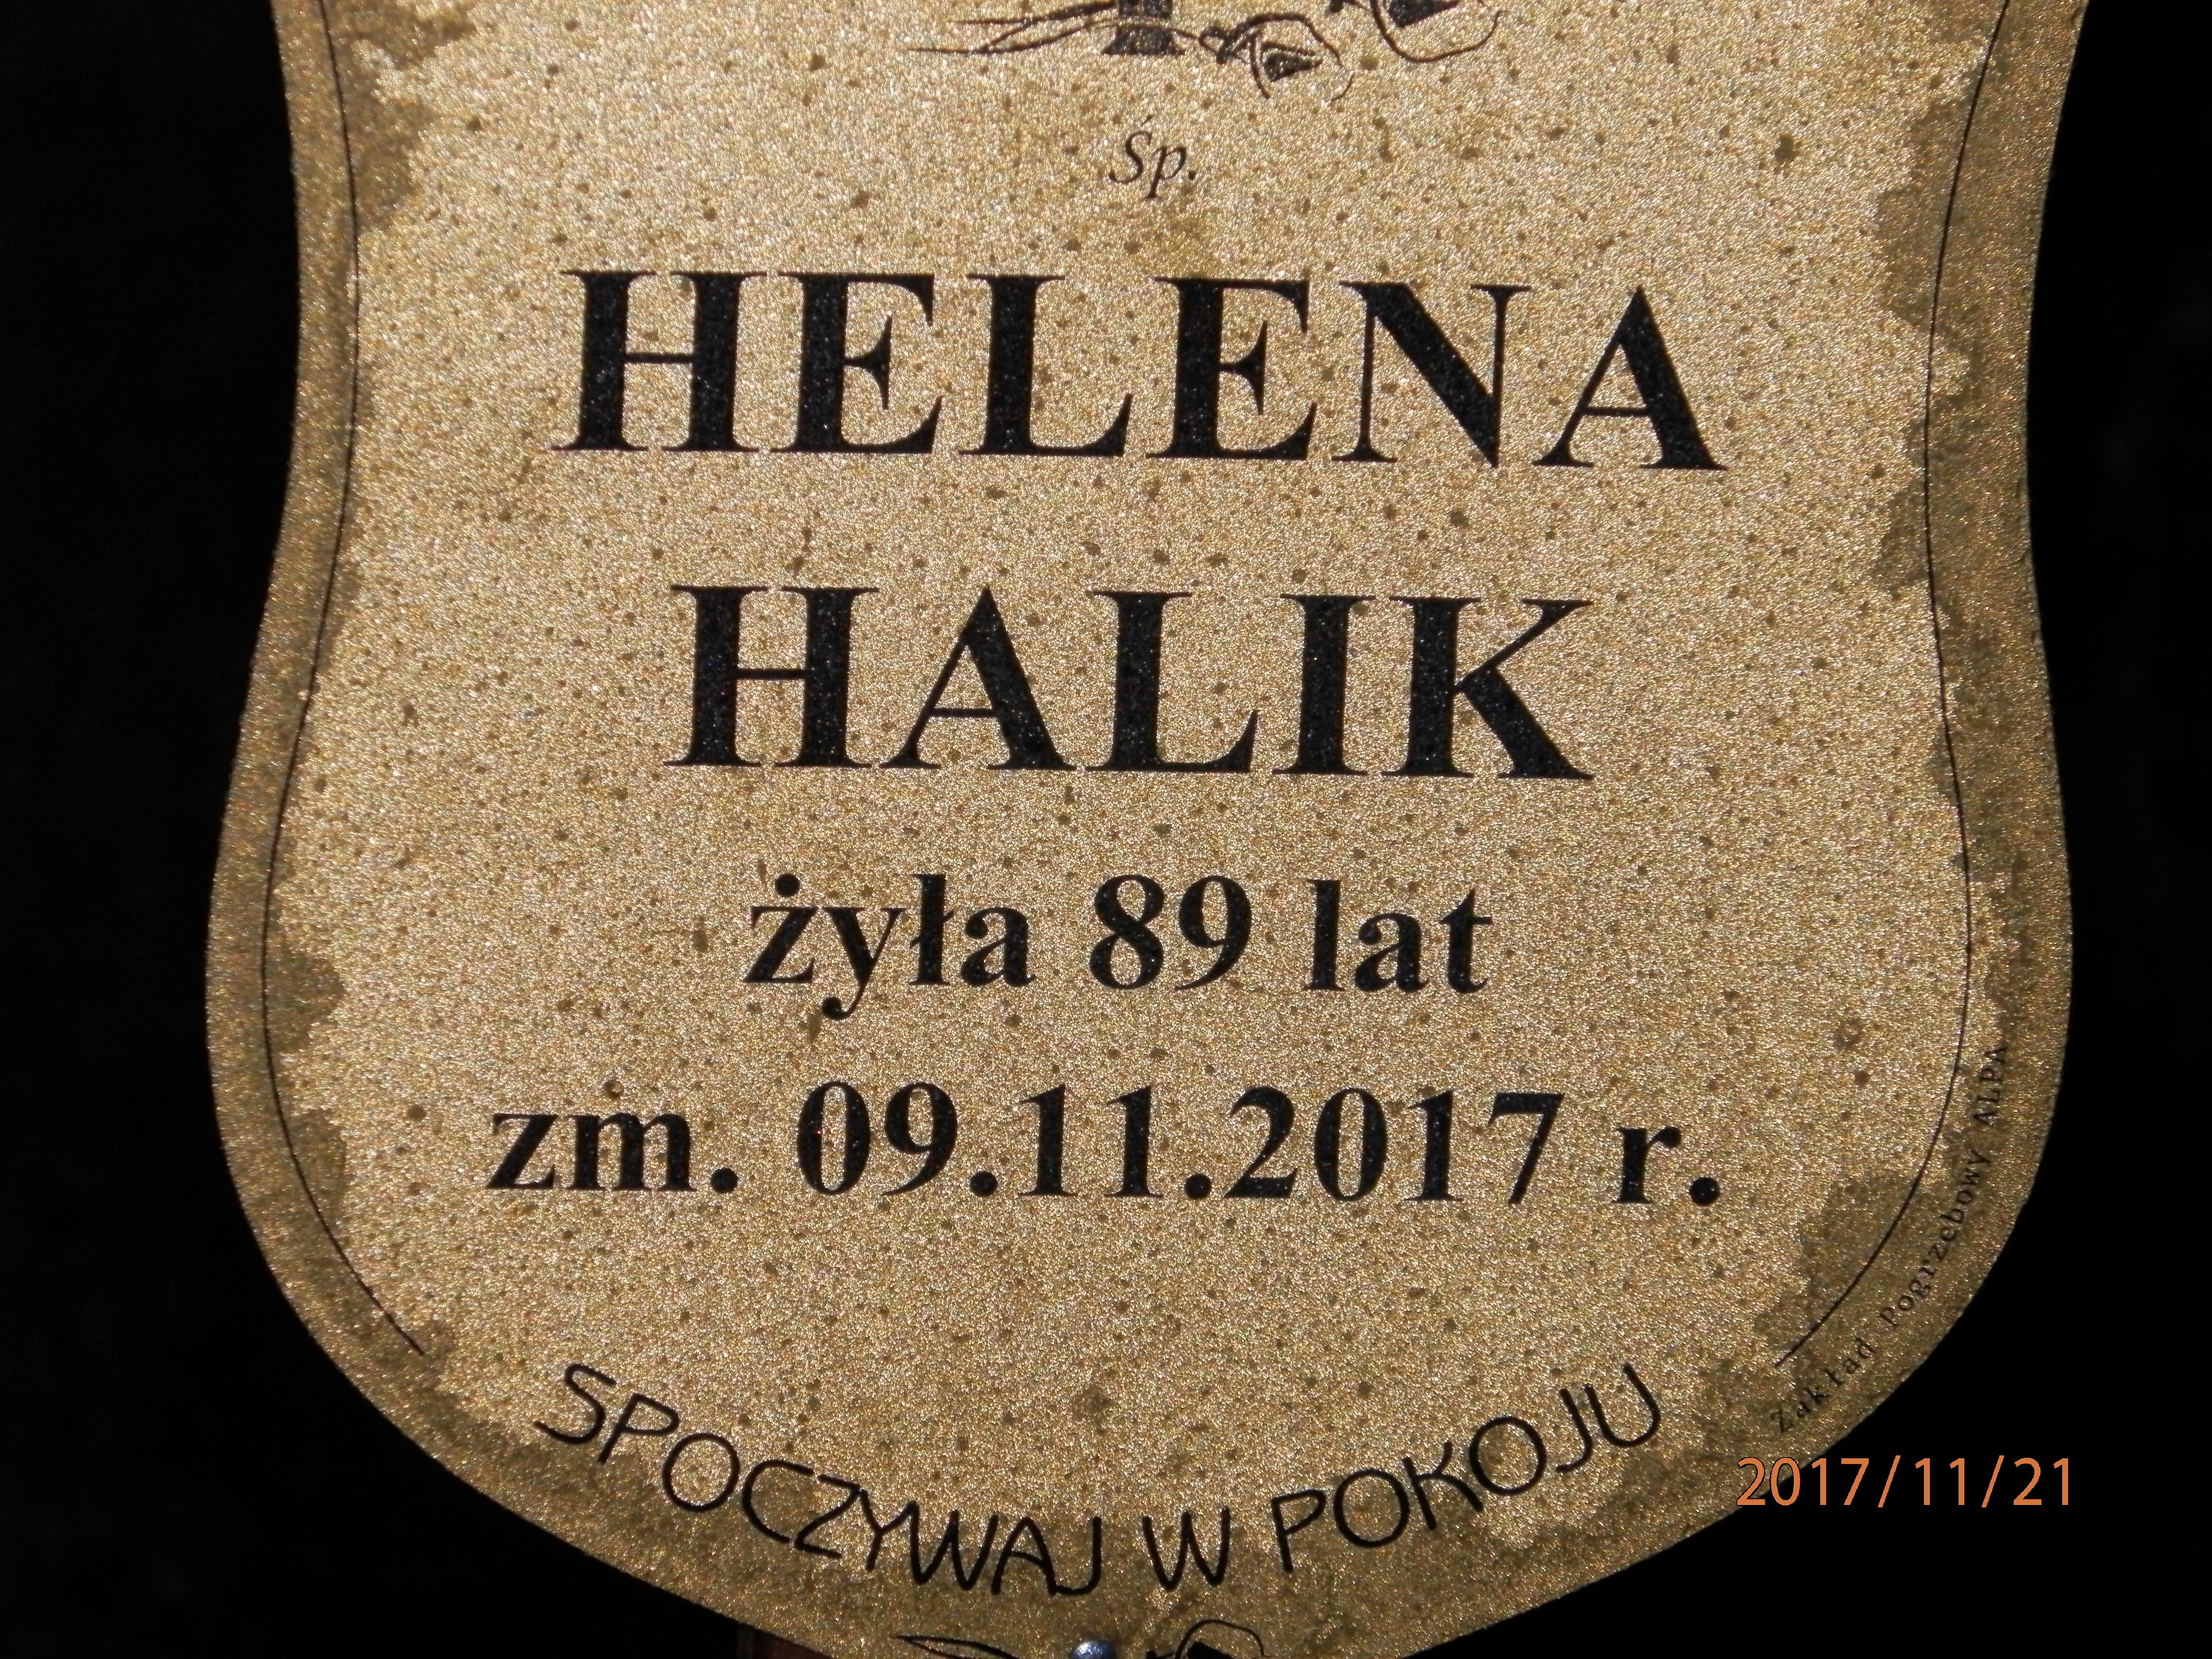 Śp.
HELENA
HALIK
żyła 89 lat
zm. 09.11.2017 r.
SPOCZYWAJ W POKOJU
Zakład Pogrzebowy ALPA
2017/11/21